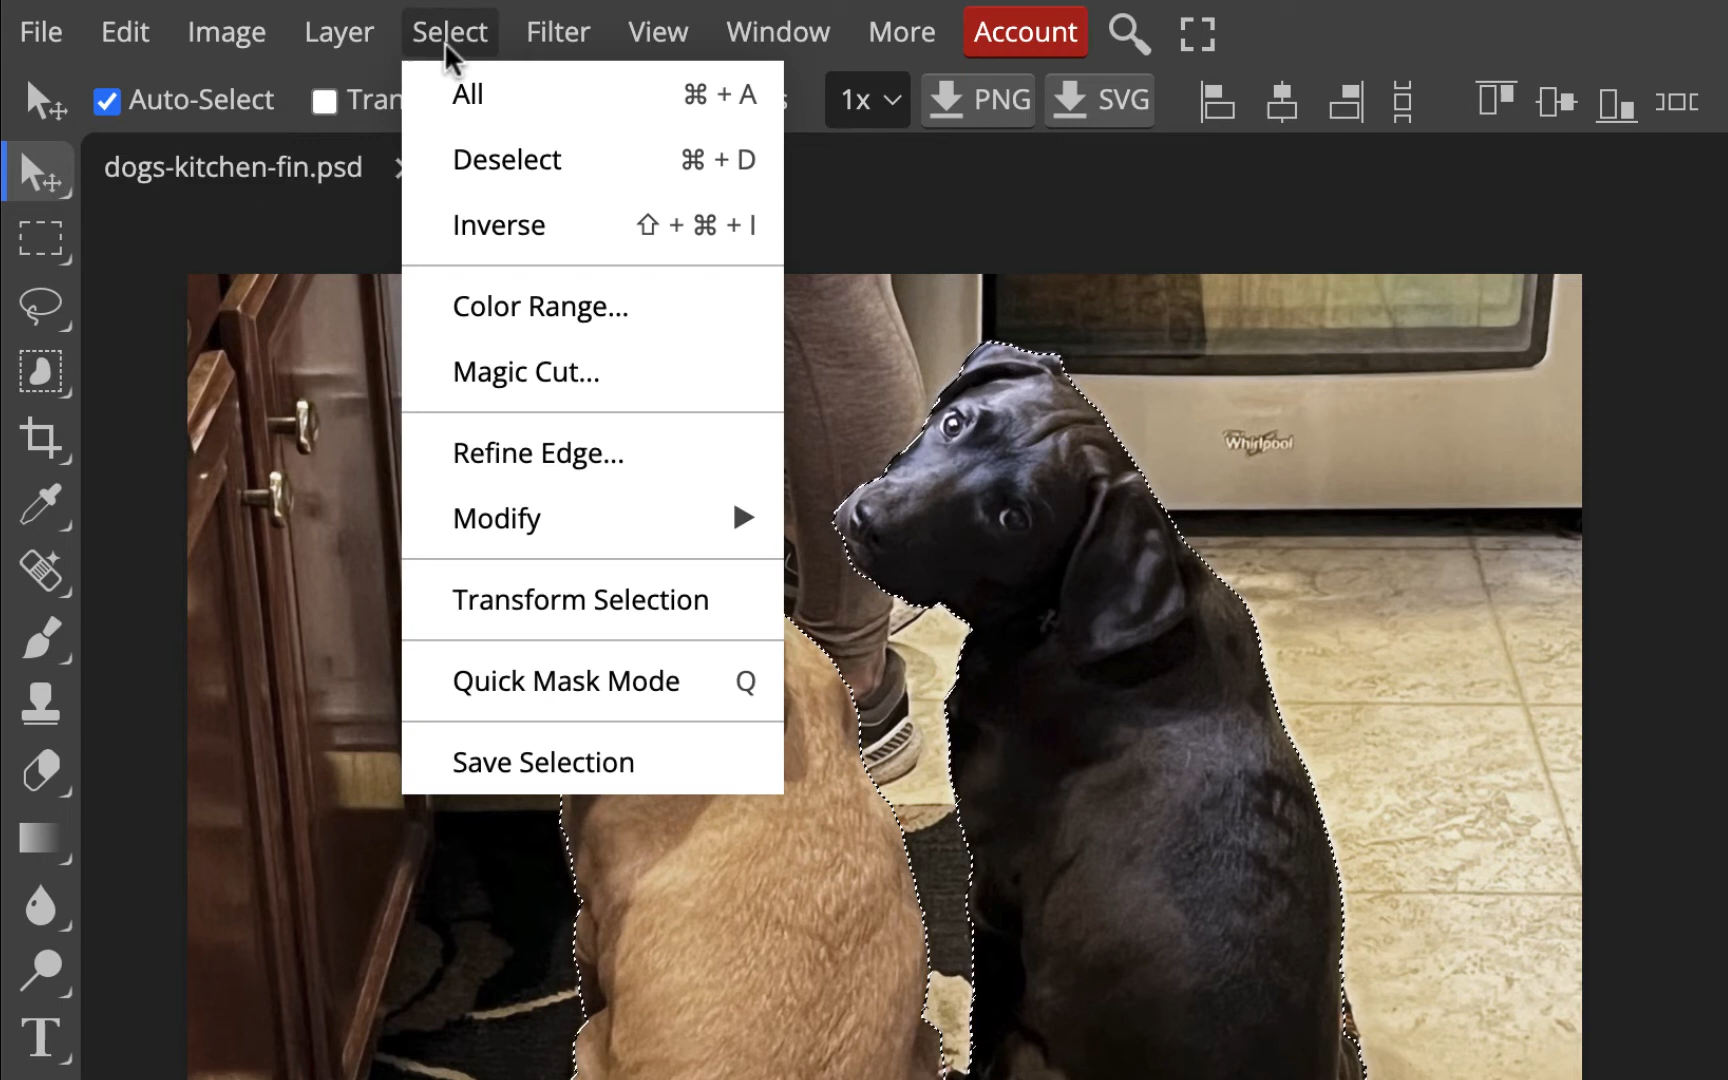 File Edit Image Layer Select Filter View Window More Account
Auto-Select Tran s 1x PNG SVG
dogs-kitchen-fin.psd
All ⌘ + A
Deselect ⌘ + D
Inverse ⇧ + ⌘ + I
Color Range...
Magic Cut...
Refine Edge...
Modify
Transform Selection
Quick Mask Mode Q
Save Selection
Whirlpool
T